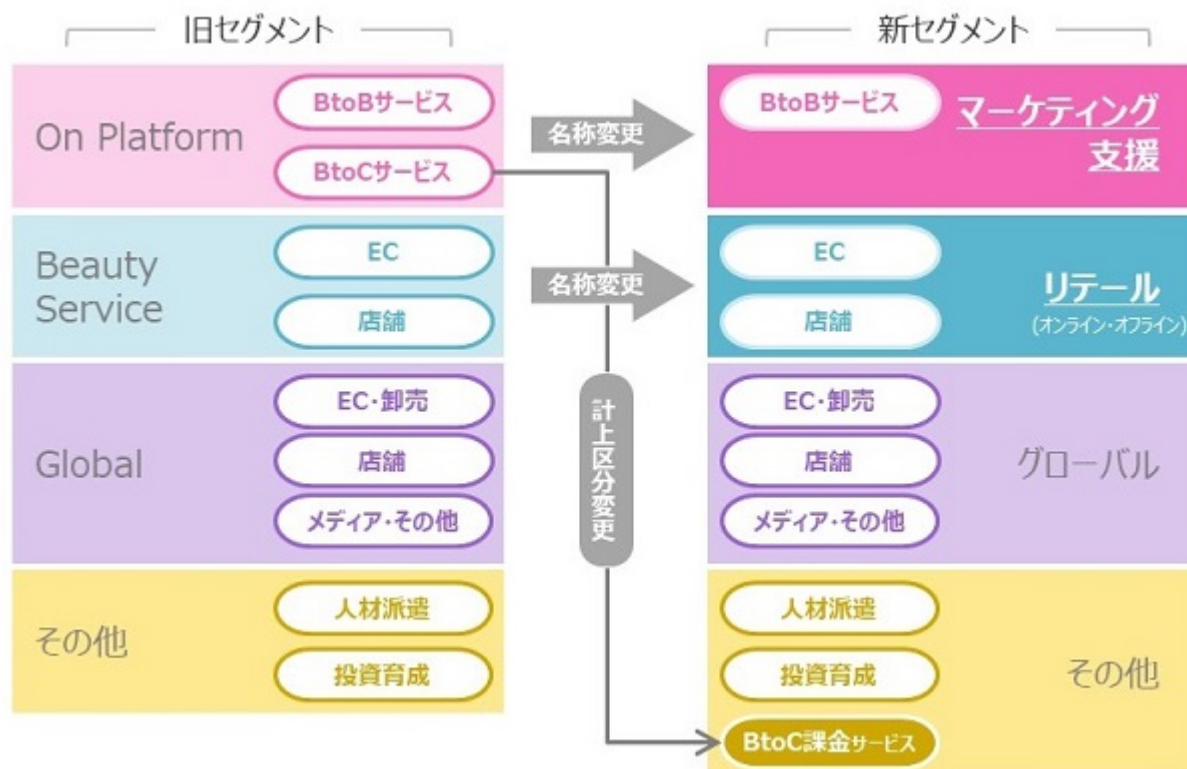 旧セグメント
On Platform
BtoBサービス
BtoCサービス
Beauty
Service
EC
店舗
Global
EC・卸売
店舗
メディア・その他
その他
人材派遣
投資育成
名称変更
名称変更
計上区分変更
新セグメント
BtoBサービス
マーケティング
支援
EC
店舗
リテール
(オンライン・オフライン)
EC・卸売
店舗
メディア・その他
グローバル
人材派遣
投資育成
BtoC課金サービス
その他